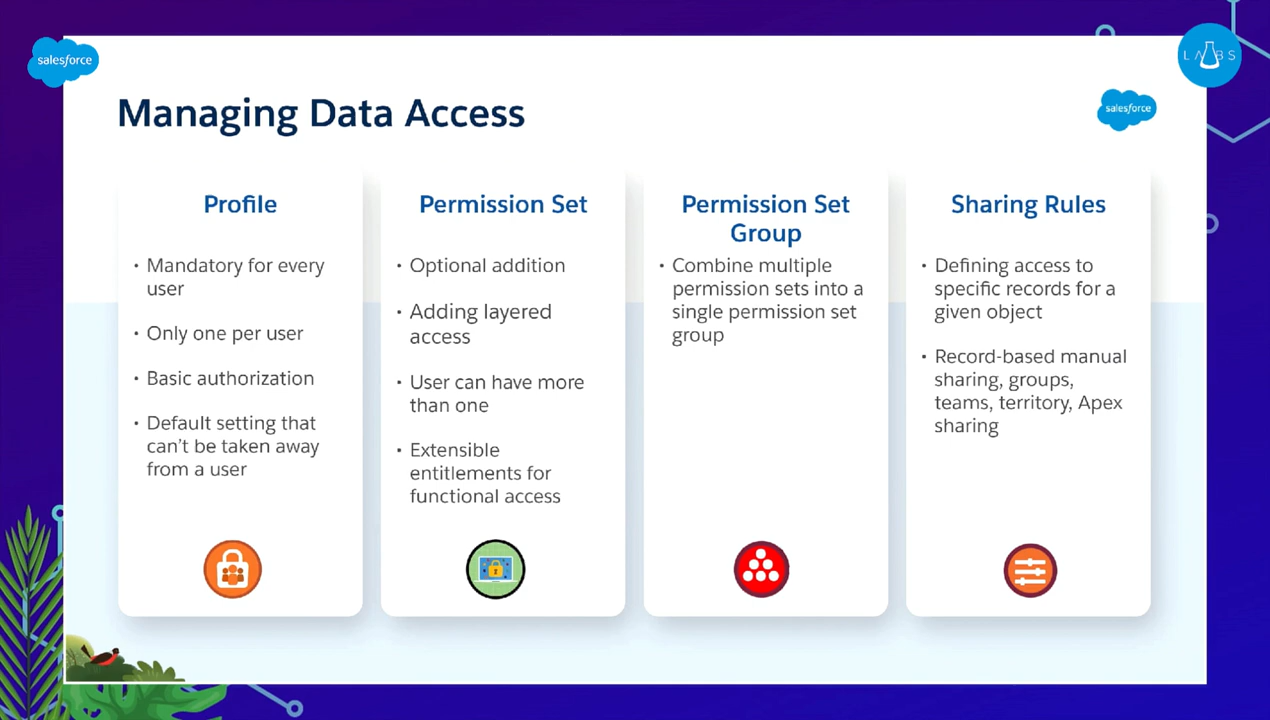 salesforce
LABS
Managing Data Access
salesforce
Profile
• Mandatory for every
user
• Only one per user
• Basic authorization
• Default setting that
can't be taken away
from a user
Permission Set
• Optional addition
• Adding layered
access
• User can have more
than one
• Extensible
entitlements for
functional access
Permission Set
Group
• Combine multiple
permission sets into a
single permission set
group
Sharing Rules
• Defining access to
specific records for a
given object
• Record-based manual
sharing, groups,
teams, territory, Apex
sharing